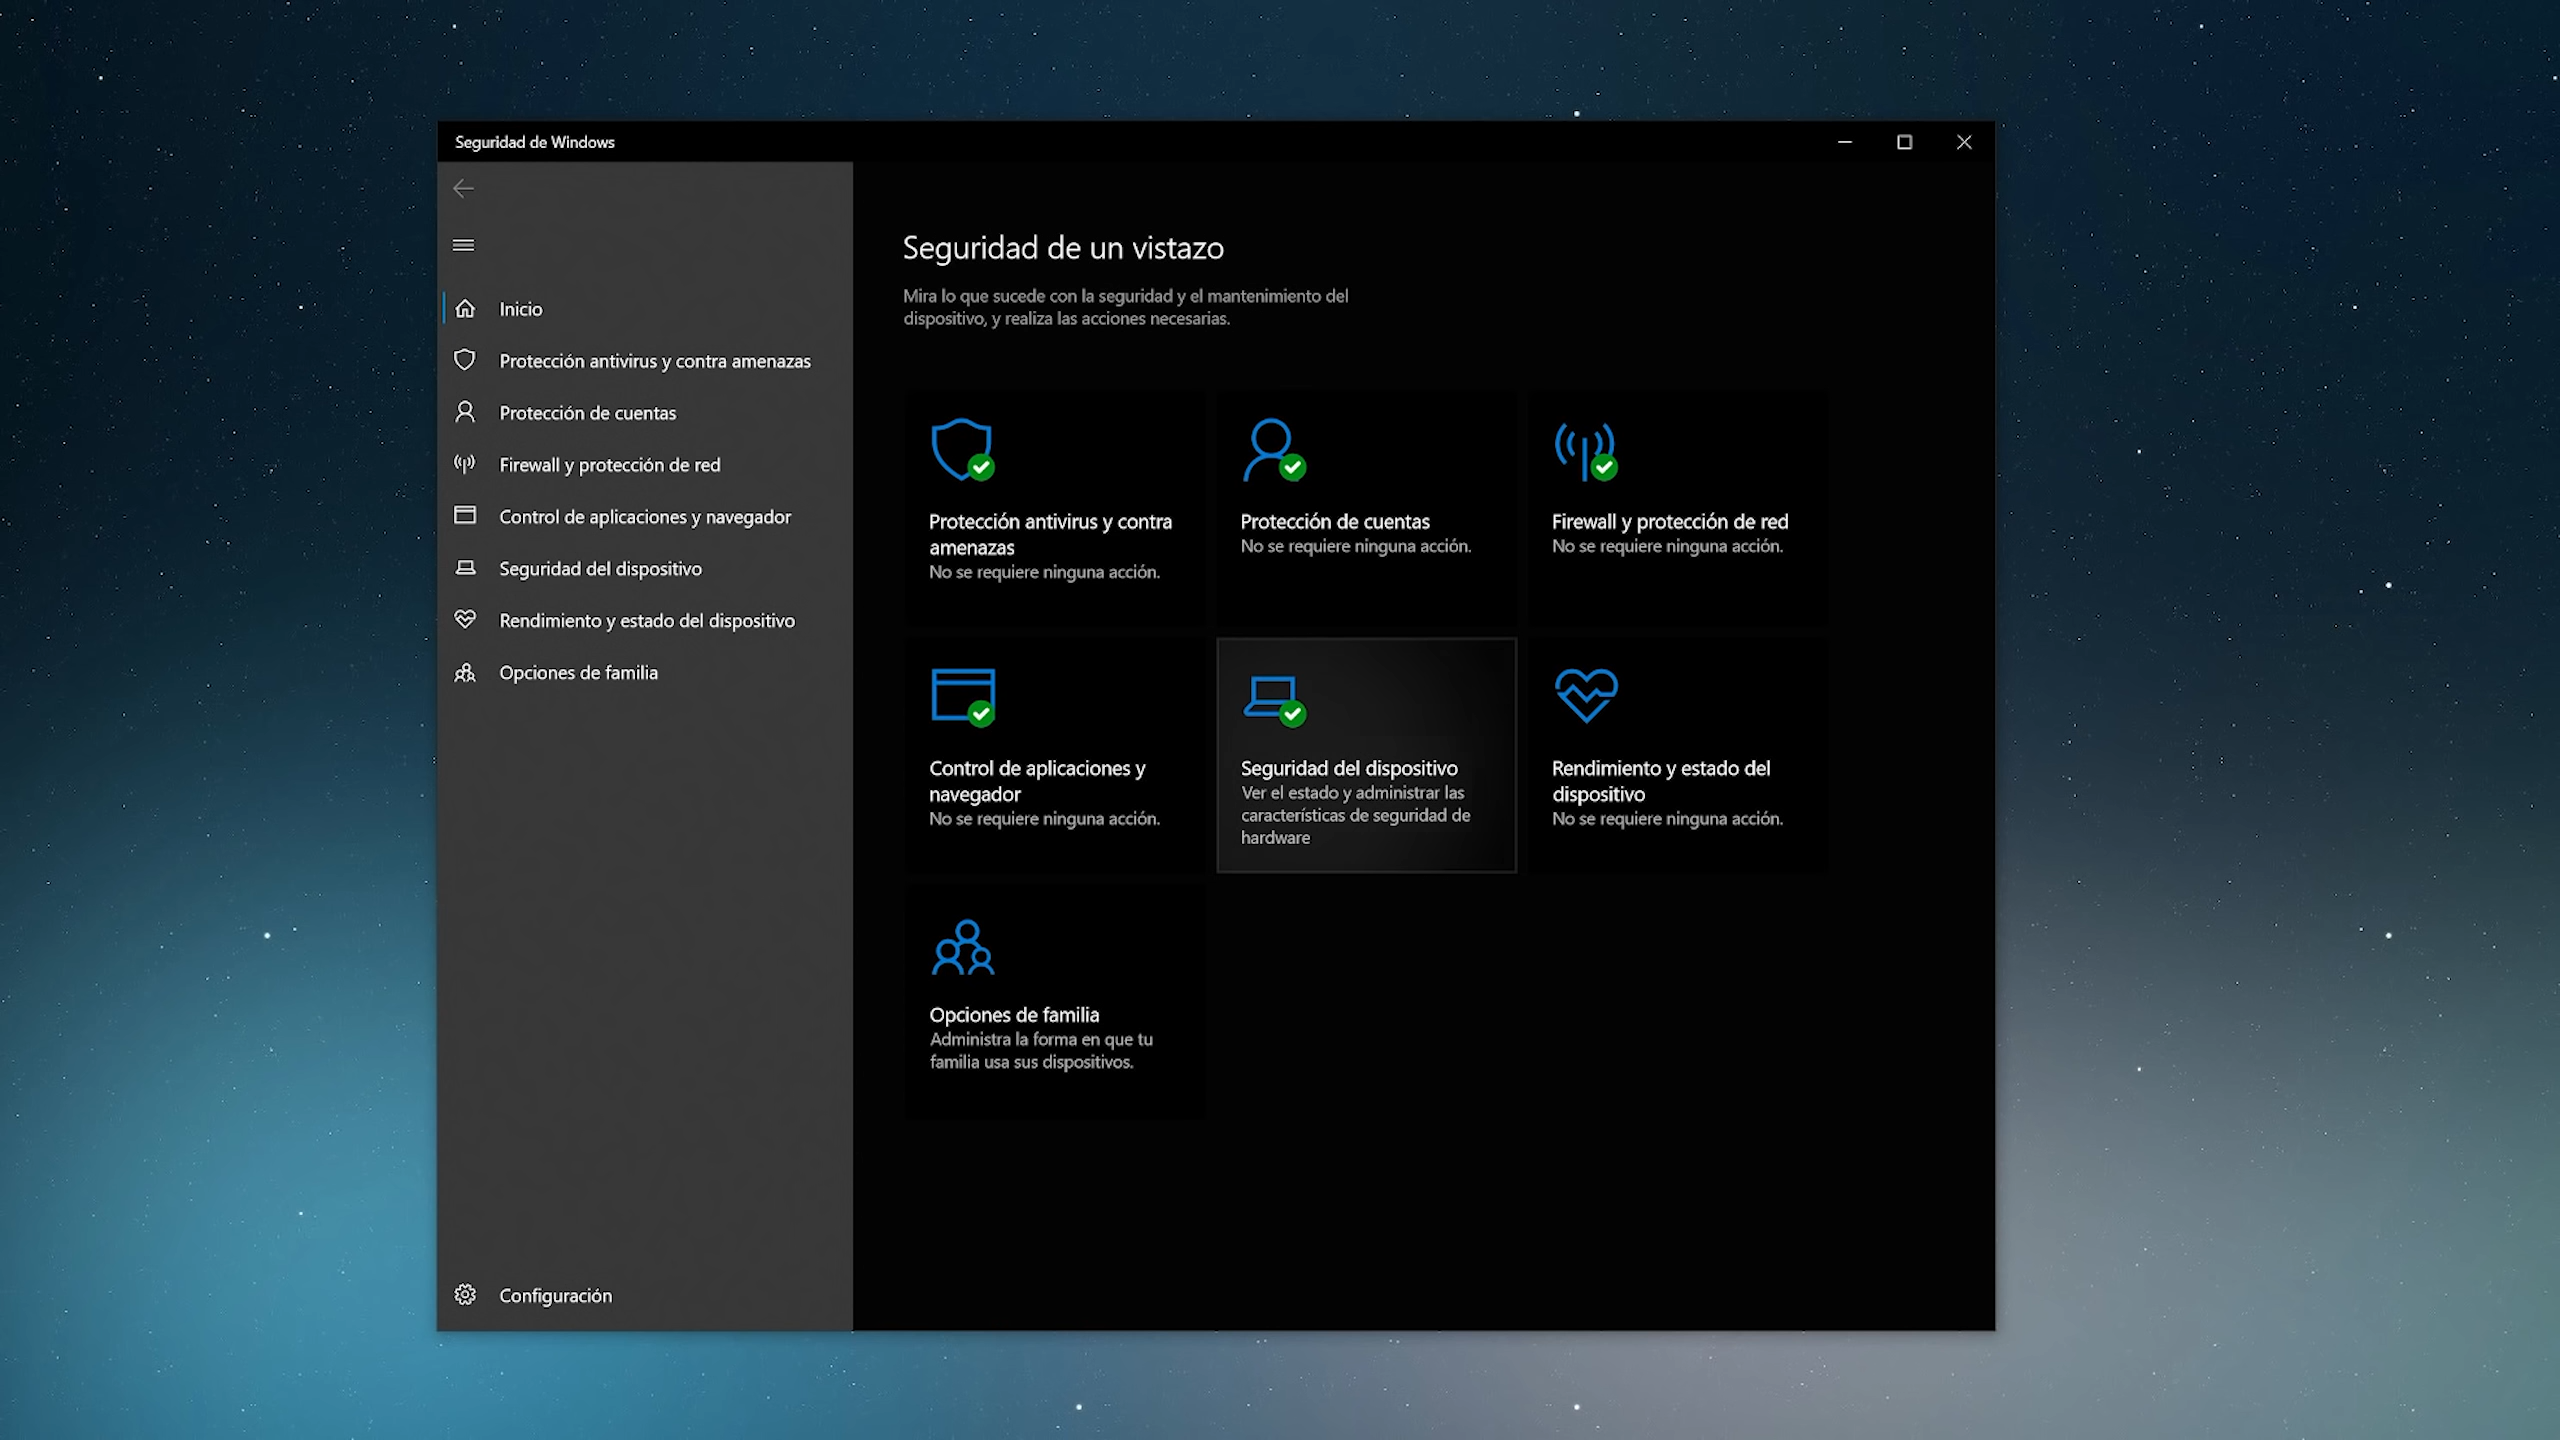 Seguridad de Windows
Inicio
Protección antivirus y contra amenazas
Protección de cuentas
Firewall y protección de red
Control de aplicaciones y navegador
Seguridad del dispositivo
Rendimiento y estado del dispositivo
Opciones de familia
Configuración
Seguridad de un vistazo
Mira lo que sucede con la seguridad y el mantenimiento del
dispositivo, y realiza las acciones necesarias.
Protección antivirus y contra
amenazas
No se requiere ninguna acción.
Protección de cuentas
No se requiere ninguna acción.
Firewall y protección de red
No se requiere ninguna acción.
Control de aplicaciones y
navegador
No se requiere ninguna acción.
Seguridad del dispositivo
Ver el estado y administrar las
características de seguridad de
hardware
Rendimiento y estado del
dispositivo
No se requiere ninguna acción.
Opciones de familia
Administra la forma en que tu
familia usa sus dispositivos.